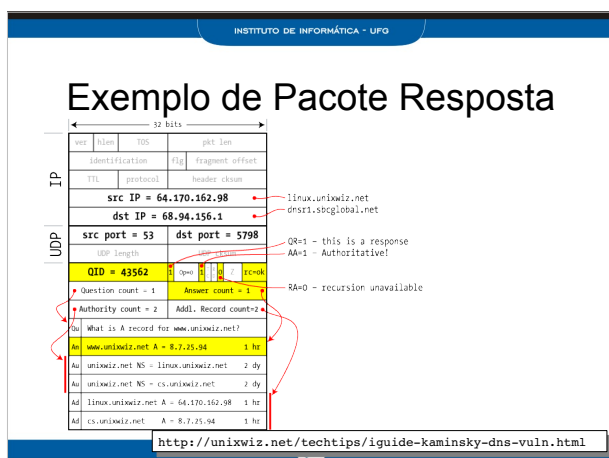 INSTITUTO DE INFORMÁTICA - UFG
Exemplo de Pacote Resposta
32 bits
IP
ver hlem TOS pkt len
identification flg fragment offset
TTL protocol header cksum
src IP = 64.170.162.98
linux.unixwiz.net
dst IP = 68.94.156.1
dnsr1.sbcglobal.net
UDP
src port = 53 dst port = 5798
UDP length UDP cksum
QR=1 - this is a response
AA=1 - Authoritative!
QID = 43562 1 Op=0 1 0 Z rc=ok
RA=0 - recursion unavailable
Question count = 1 Answer count = 1
Authority count = 2 Addl. Record count=2
Qu What is A record for www.unixwiz.net?
An www.unixwiz.net A = 8.7.25.94 1 hr
Au unixwiz.net NS = linux.unixwiz.net 2 dy
Au unixwiz.net NS = cs.unixwiz.net 2 dy
Ad linux.unixwiz.net A = 64.170.162.98 1 hr
Ad cs.unixwiz.net A = 8.7.25.94 1 hr
http://unixwiz.net/techtips/iguide-kaminsky-dns-vuln.html